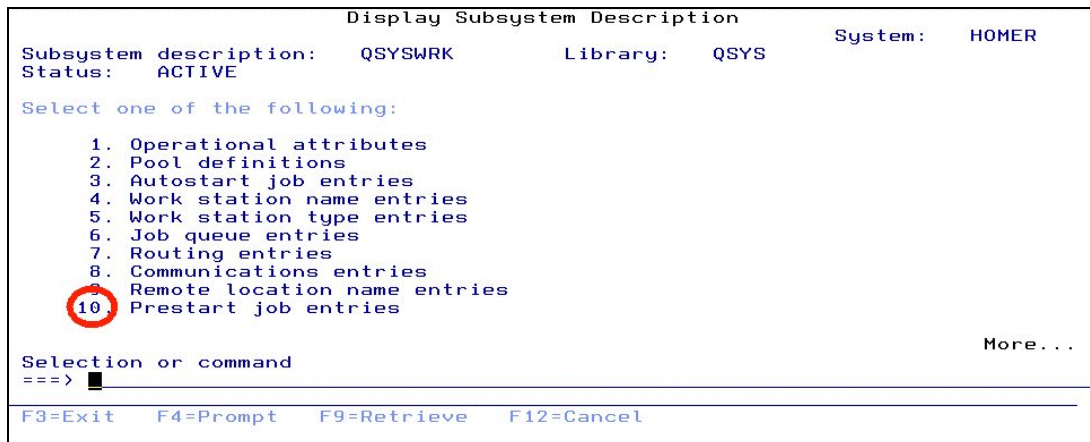 Display Subsystem Description
System: HOMER
Subsystem description: QSYSWRK Library: QSYS
Status: ACTIVE
Select one of the following:
1. Operational attributes
2. Pool definitions
3. Autostart job entries
4. Work station name entries
5. Work station type entries
6. Job queue entries
7. Routing entries
8. Communications entries
9. Remote location name entries
10. Prestart job entries
More...
Selection or command
===>
F3=Exit F4=Prompt F9=Retrieve F12=Cancel